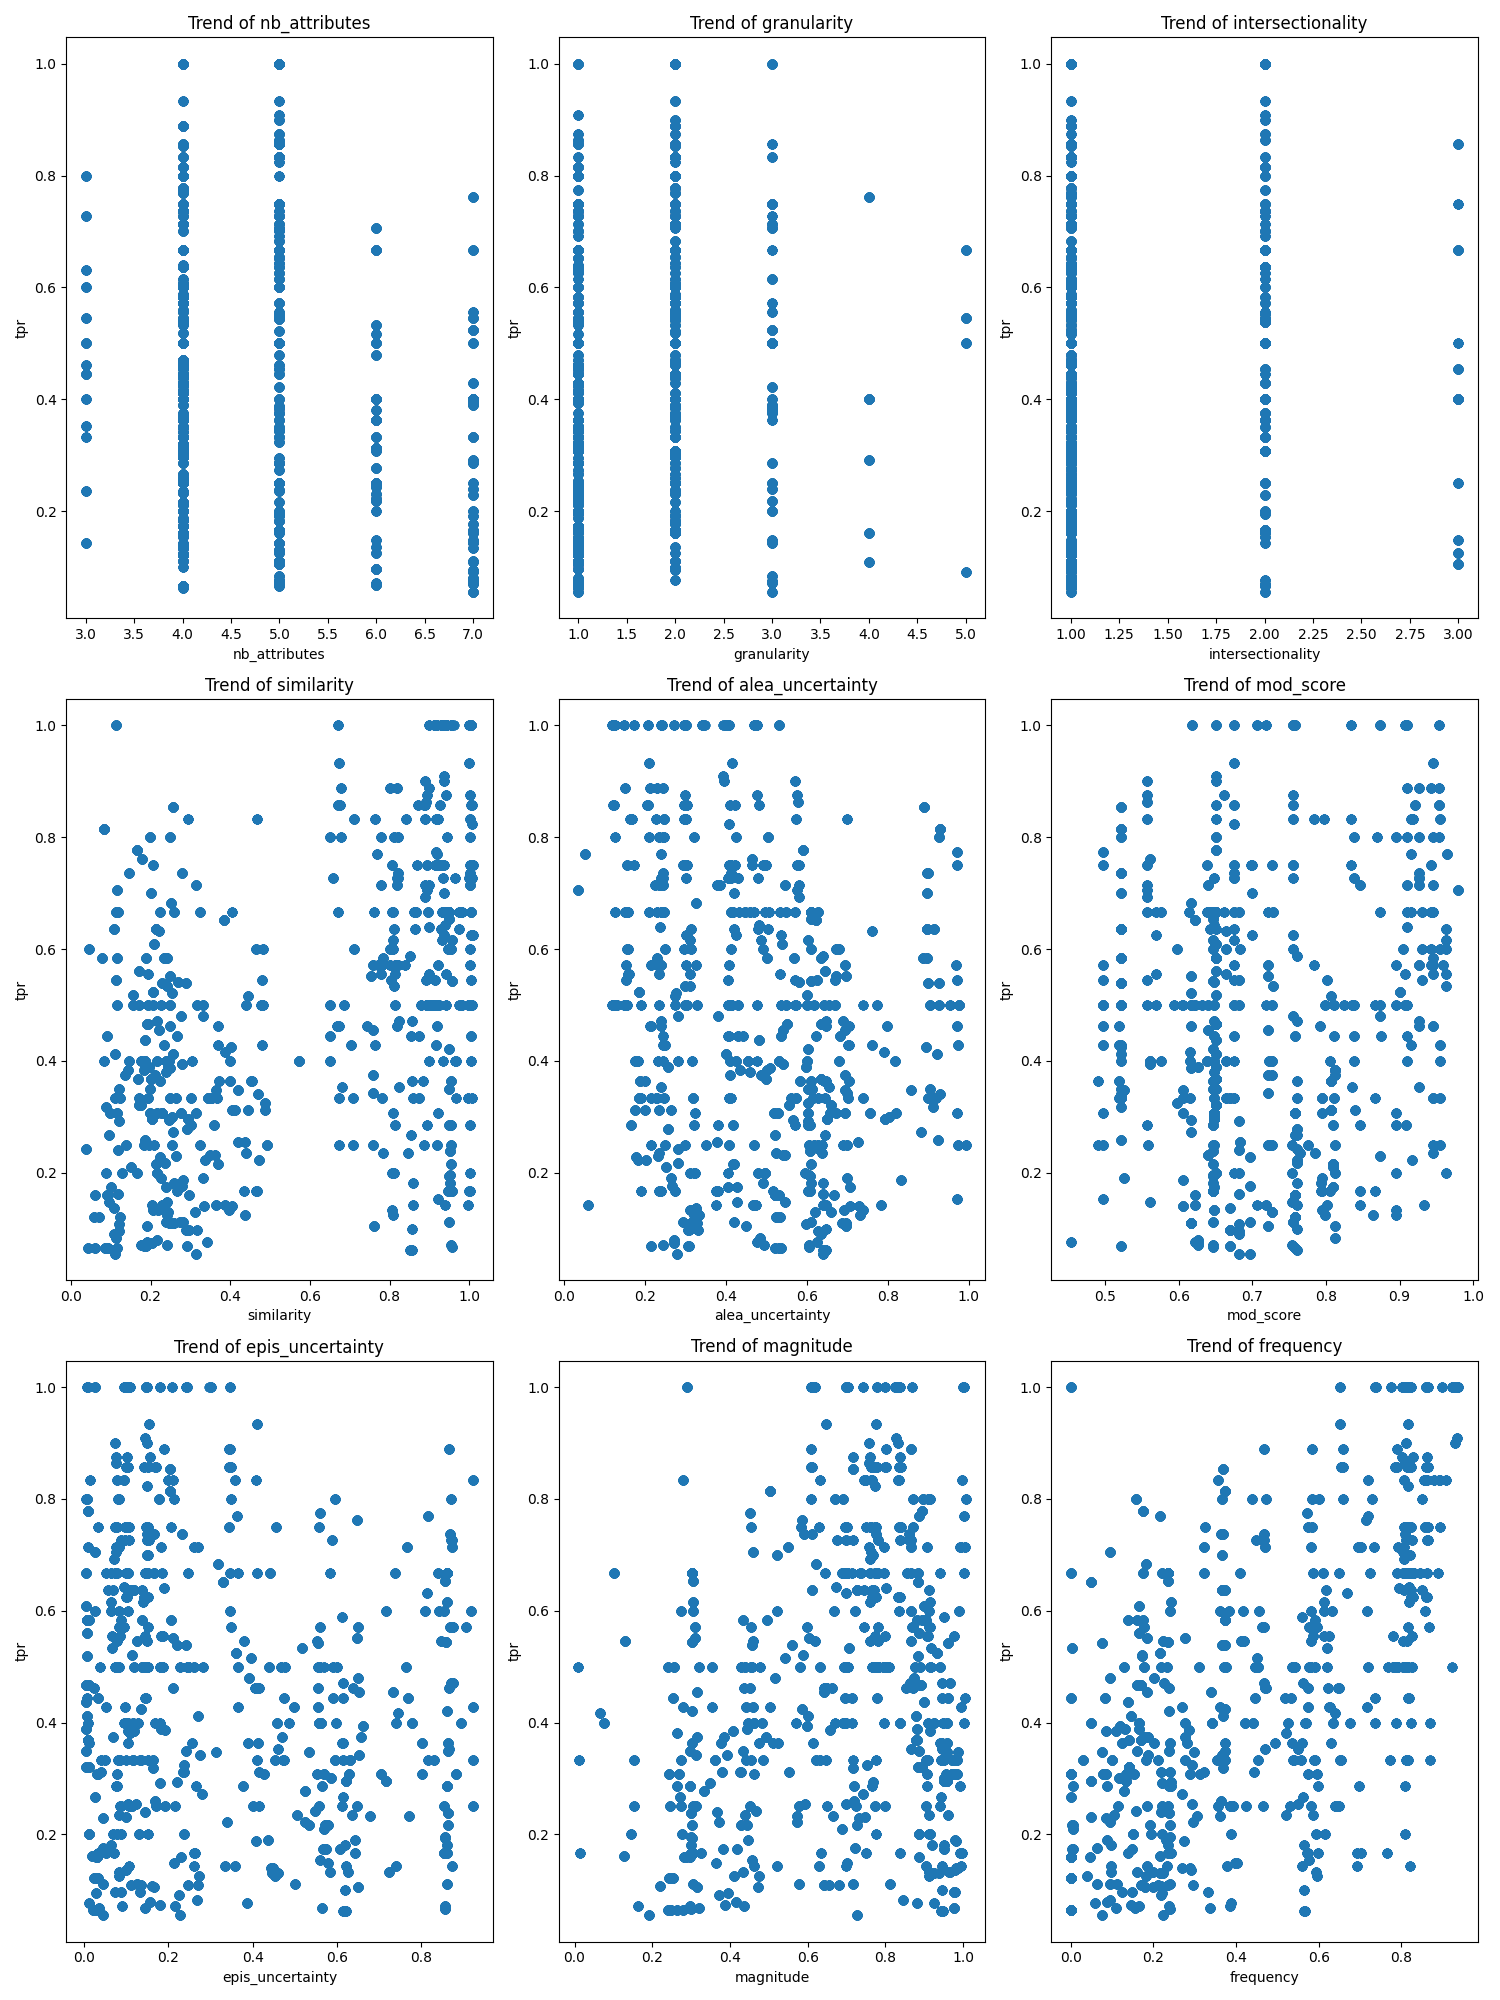 Trend of nb_attributes
Trend of granularity
Trend of intersectionality
1.0
0.8
0.6
0.4
0.2
tpr
3.0 3.5 4.0 4.5 5.0 5.5 6.0 6.5 7.0
nb_attributes
1.0
0.8
0.6
0.4
0.2
tpr
1.0 1.5 2.0 2.5 3.0 3.5 4.0 4.5 5.0
granularity
1.0
0.8
0.6
0.4
0.2
tpr
1.00 1.25 1.50 1.75 2.00 2.25 2.50 2.75 3.00
intersectionality
Trend of similarity
Trend of alea_uncertainty
Trend of mod_score
1.0
0.8
0.6
0.4
0.2
tpr
0.0 0.2 0.4 0.6 0.8 1.0
similarity
1.0
0.8
0.6
0.4
0.2
tpr
0.0 0.2 0.4 0.6 0.8 1.0
alea_uncertainty
1.0
0.8
0.6
0.4
0.2
tpr
0.5 0.6 0.7 0.8 0.9 1.0
mod_score
Trend of epis_uncertainty
Trend of magnitude
Trend of frequency
1.0
0.8
0.6
0.4
0.2
tpr
0.0 0.2 0.4 0.6 0.8
epis_uncertainty
1.0
0.8
0.6
0.4
0.2
tpr
0.0 0.2 0.4 0.6 0.8 1.0
magnitude
1.0
0.8
0.6
0.4
0.2
tpr
0.0 0.2 0.4 0.6 0.8
frequency